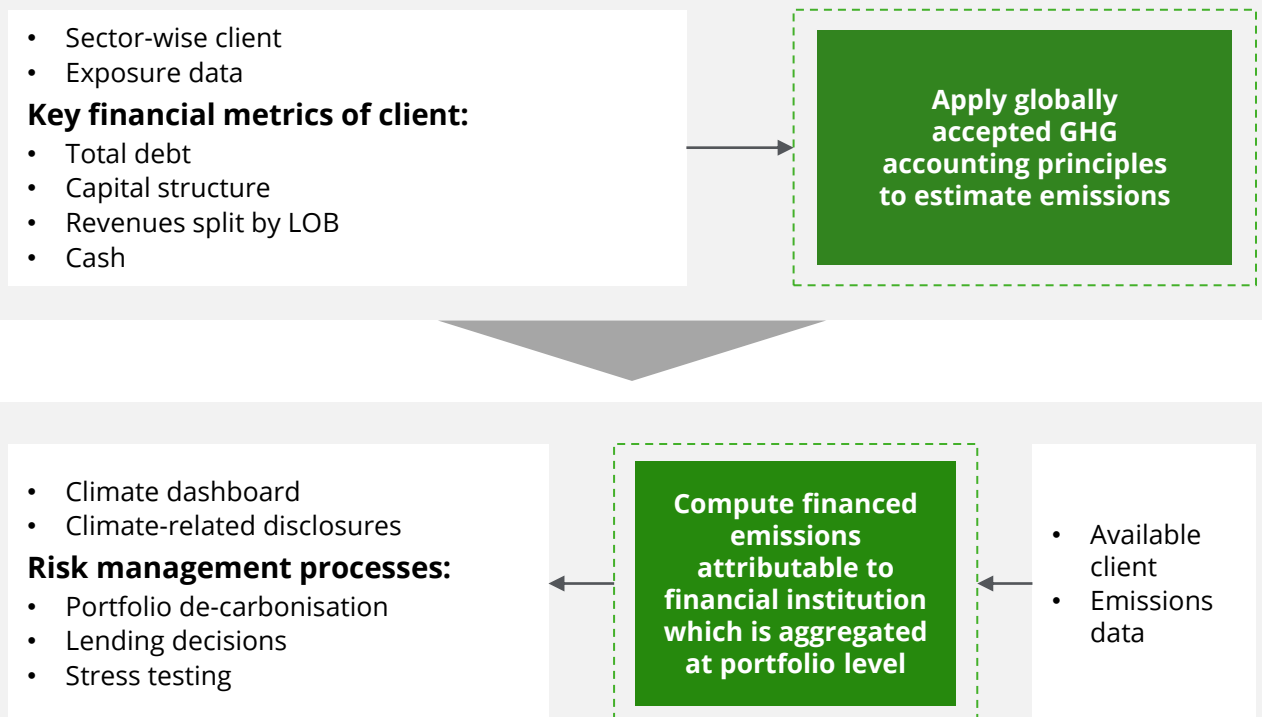 • Sector-wise client
• Exposure data
Key financial metrics of client:
• Total debt
• Capital structure
• Revenues split by LOB
• Cash
Apply globally
accepted GHG
accounting principles
to estimate emissions
• Climate dashboard
• Climate-related disclosures
Risk management processes:
• Portfolio de-carbonisation
• Lending decisions
• Stress testing
Compute financed
emissions
attributable to
financial institution
which is aggregated
at portfolio level
• Available
client
• Emissions
data